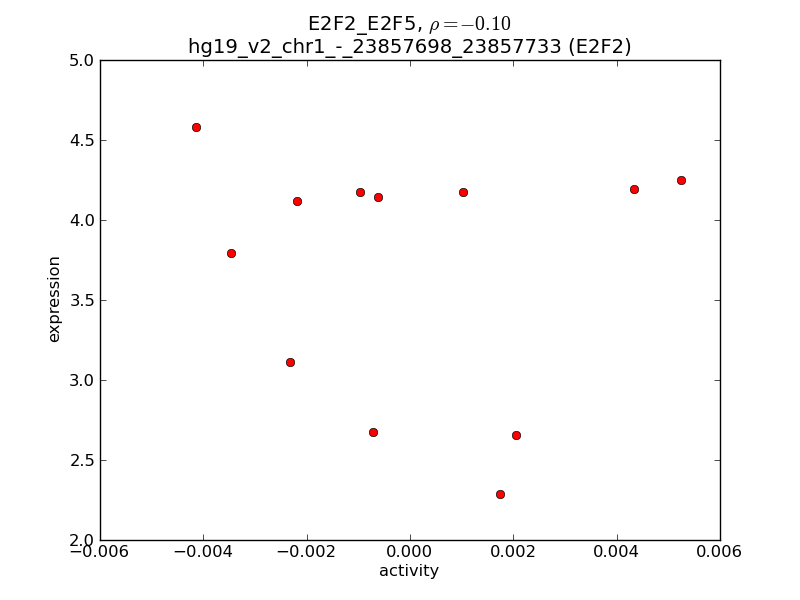 E2F2_E2F5, ρ=−0.10
hg19_v2_chr1_-_23857698_23857733 (E2F2)
5.0
4.5
4.0
3.5
3.0
2.5
2.0
expression
−0.006 −0.004 −0.002 0.000 0.002 0.004 0.006
activity